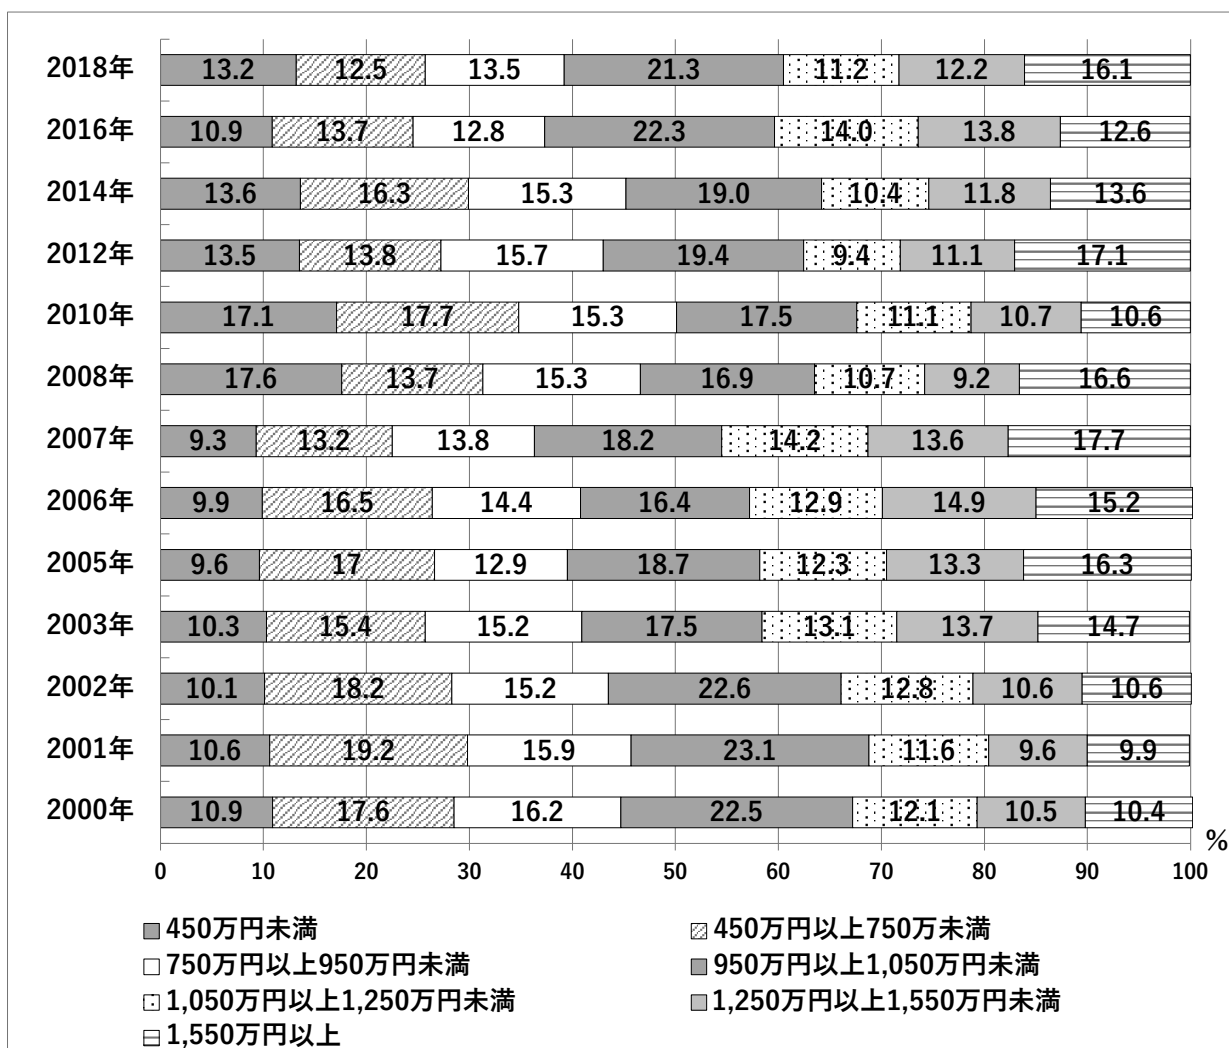 2018年 13.2 12.5 13.5 21.3 11.2 12.2 16.1
2016年 10.9 13.7 12.8 22.3 14.0 13.8 12.6
2014年 13.6 16.3 15.3 19.0 10.4 11.8 13.6
2012年 13.5 13.8 15.7 19.4 9.4 11.1 17.1
2010年 17.1 17.7 15.3 17.5 11.1 10.7 10.6
2008年 17.6 13.7 15.3 16.9 10.7 9.2 16.6
2007年 9.3 13.2 13.8 18.2 14.2 13.6 17.7
2006年 9.9 16.5 14.4 16.4 12.9 14.9 15.2
2005年 9.6 17 12.9 18.7 12.3 13.3 16.3
2003年 10.3 15.4 15.2 17.5 13.1 13.7 14.7
2002年 10.1 18.2 15.2 22.6 12.8 10.6 10.6
2001年 10.6 19.2 15.9 23.1 11.6 9.6 9.9
2000年 10.9 17.6 16.2 22.5 12.1 10.5 10.4
%
0 10 20 30 40 50 60 70 80 90 100
450万円未満 450万円以上750万未満
750万円以上950万円未満 950万円以上1,050万円未満
1,050万円以上1,250万円未満 1,250万円以上1,550万円未満
1,550万円以上